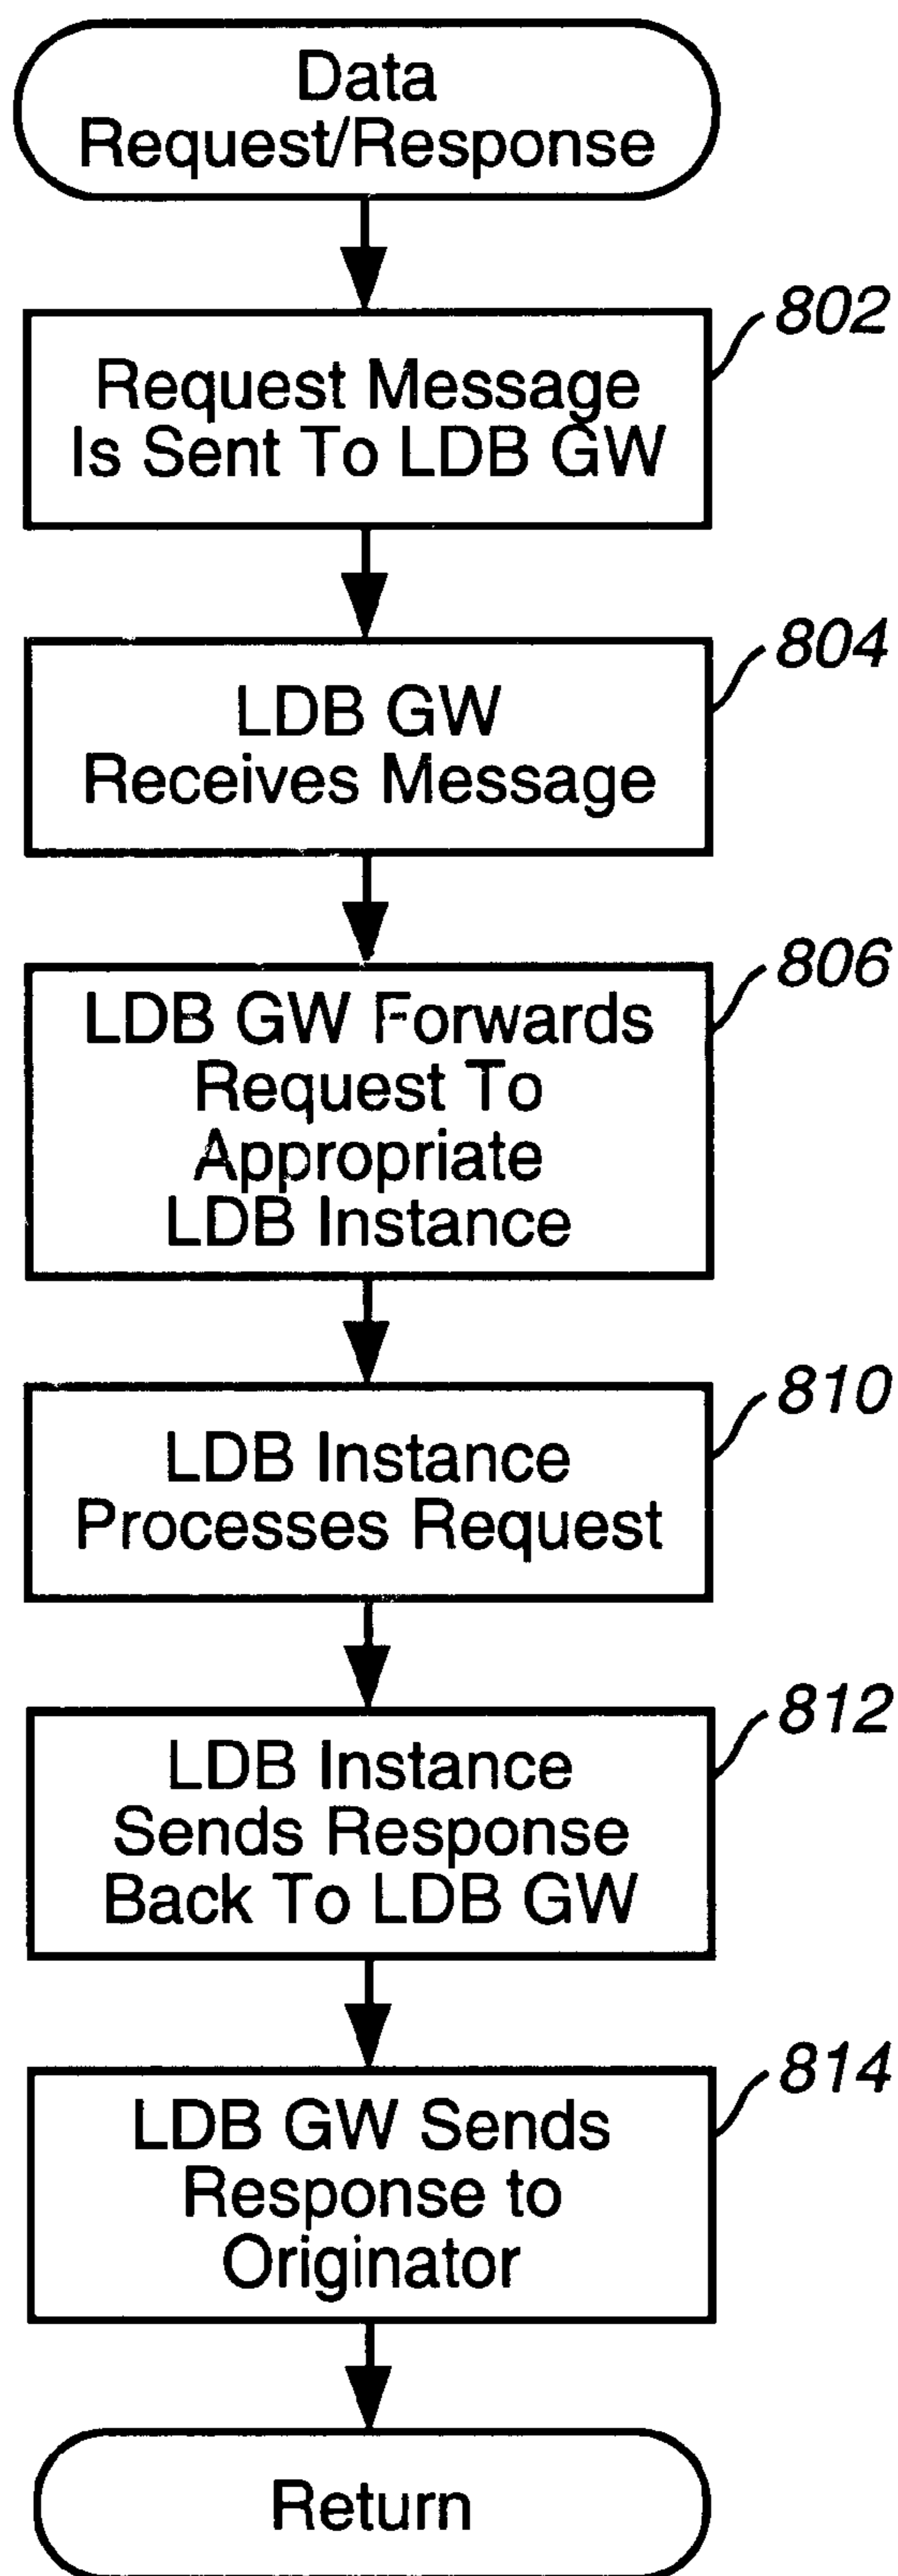 Data
Request/Response
802
Request Message
Is Sent To LDB GW
804
LDB GW
Receives Message
806
LDB GW Forwards
Request To
Appropriate
LDB Instance
810
LDB Instance
Processes Request
812
LDB Instance
Sends Response
Back To LDB GW
814
LDB GW Sends
Response to
Originator
Return